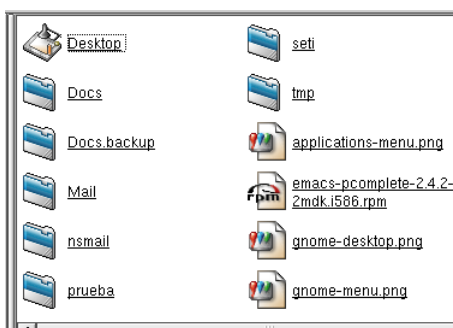 Desktop
Docs
Docs.backup
Mail
nsmail
prueba
seti
tmp
applications-menu.png
rpm
emacs-pcomplete-2.4.2-
2mdk.i586.rpm
gnome-desktop.png
gnome-menu.png